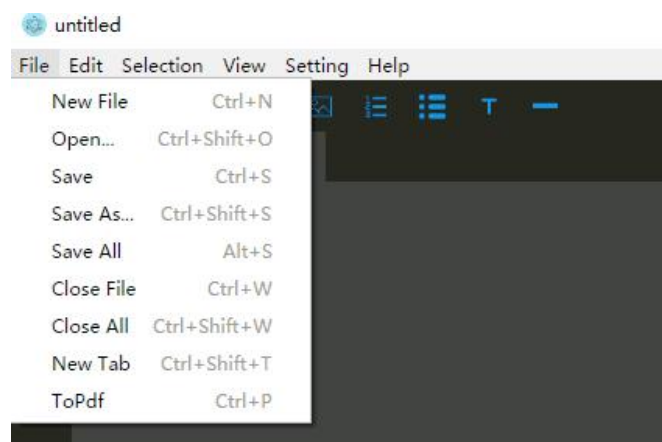 untitled
File Edit Selection View Setting Help
New File Ctrl+N
Open... Ctrl+Shift+O
Save Ctrl+S
Save As... Ctrl+Shift+S
Save All Alt+S
Close File Ctrl+W
Close All Ctrl+Shift+W
New Tab Ctrl+Shift+T
ToPdf Ctrl+P